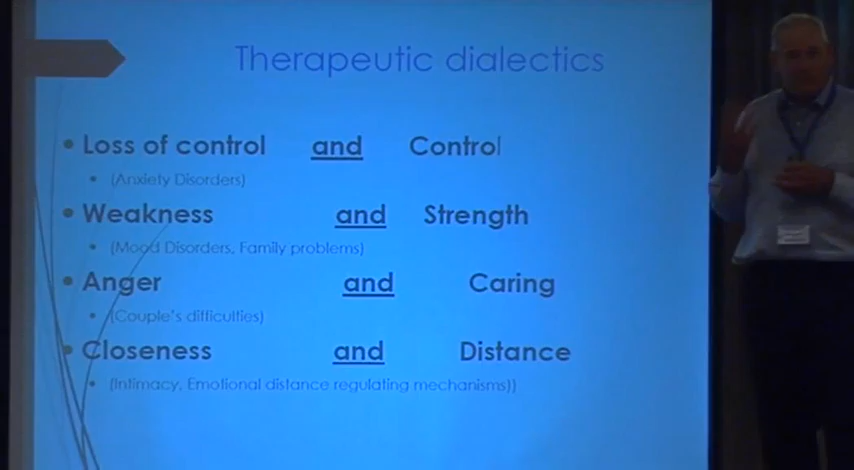 Therapeutic dialectics
• Loss of control and Control
• (Anxiety Disorders)
• Weakness and Strength
• (Mood Disorders, Family problems)
• Anger and Caring
• (Couple's difficulties)
• Closeness and Distance
• (Intimacy, Emotional distance regulating mechanisms))